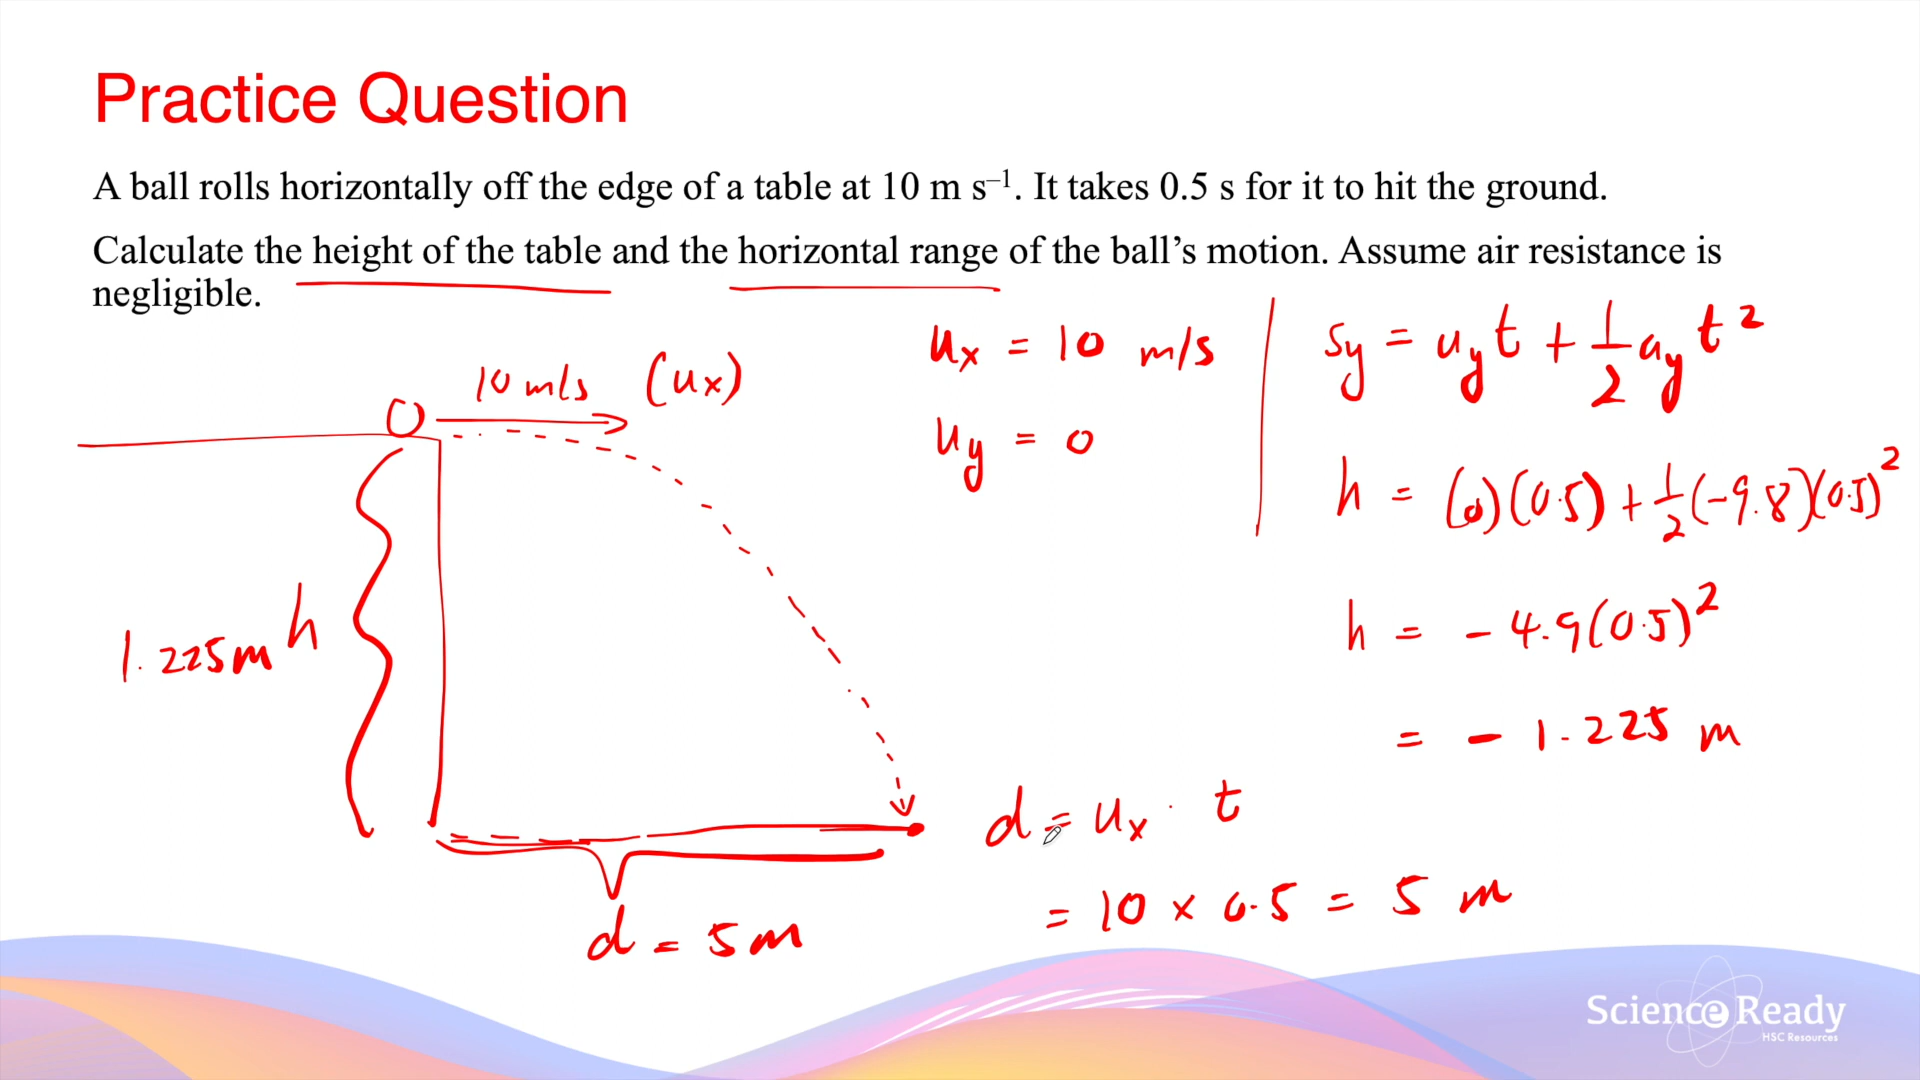 Practice Question
A ball rolls horizontally off the edge of a table at 10 m s⁻¹. It takes 0.5 s for it to hit the ground.
Calculate the height of the table and the horizontal range of the ball’s motion. Assume air resistance is
negligible.
10 m/s (ux)
1.225m h
d = 5m
ux = 10 m/s
uy = 0
sy = uyt + 1/2 ayt²
h = (0)(0.5) + 1/2(-9.8)(0.5)²
h = -4.9(0.5)²
= -1.225 m
d = ux · t
= 10 × 0.5 = 5 m
Science Ready
HSC Resources